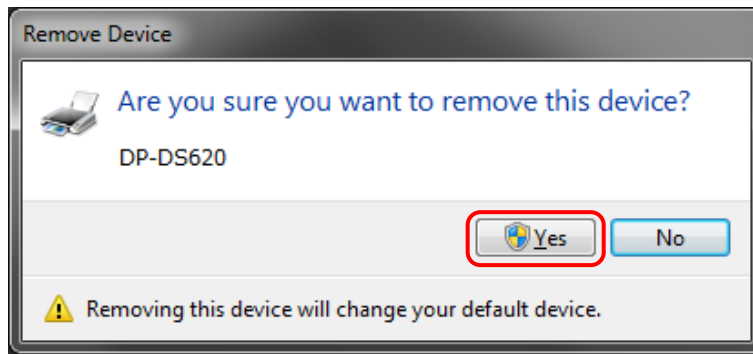 Remove Device
Are you sure you want to remove this device?
DP-DS620
Yes
No
Removing this device will change your default device.